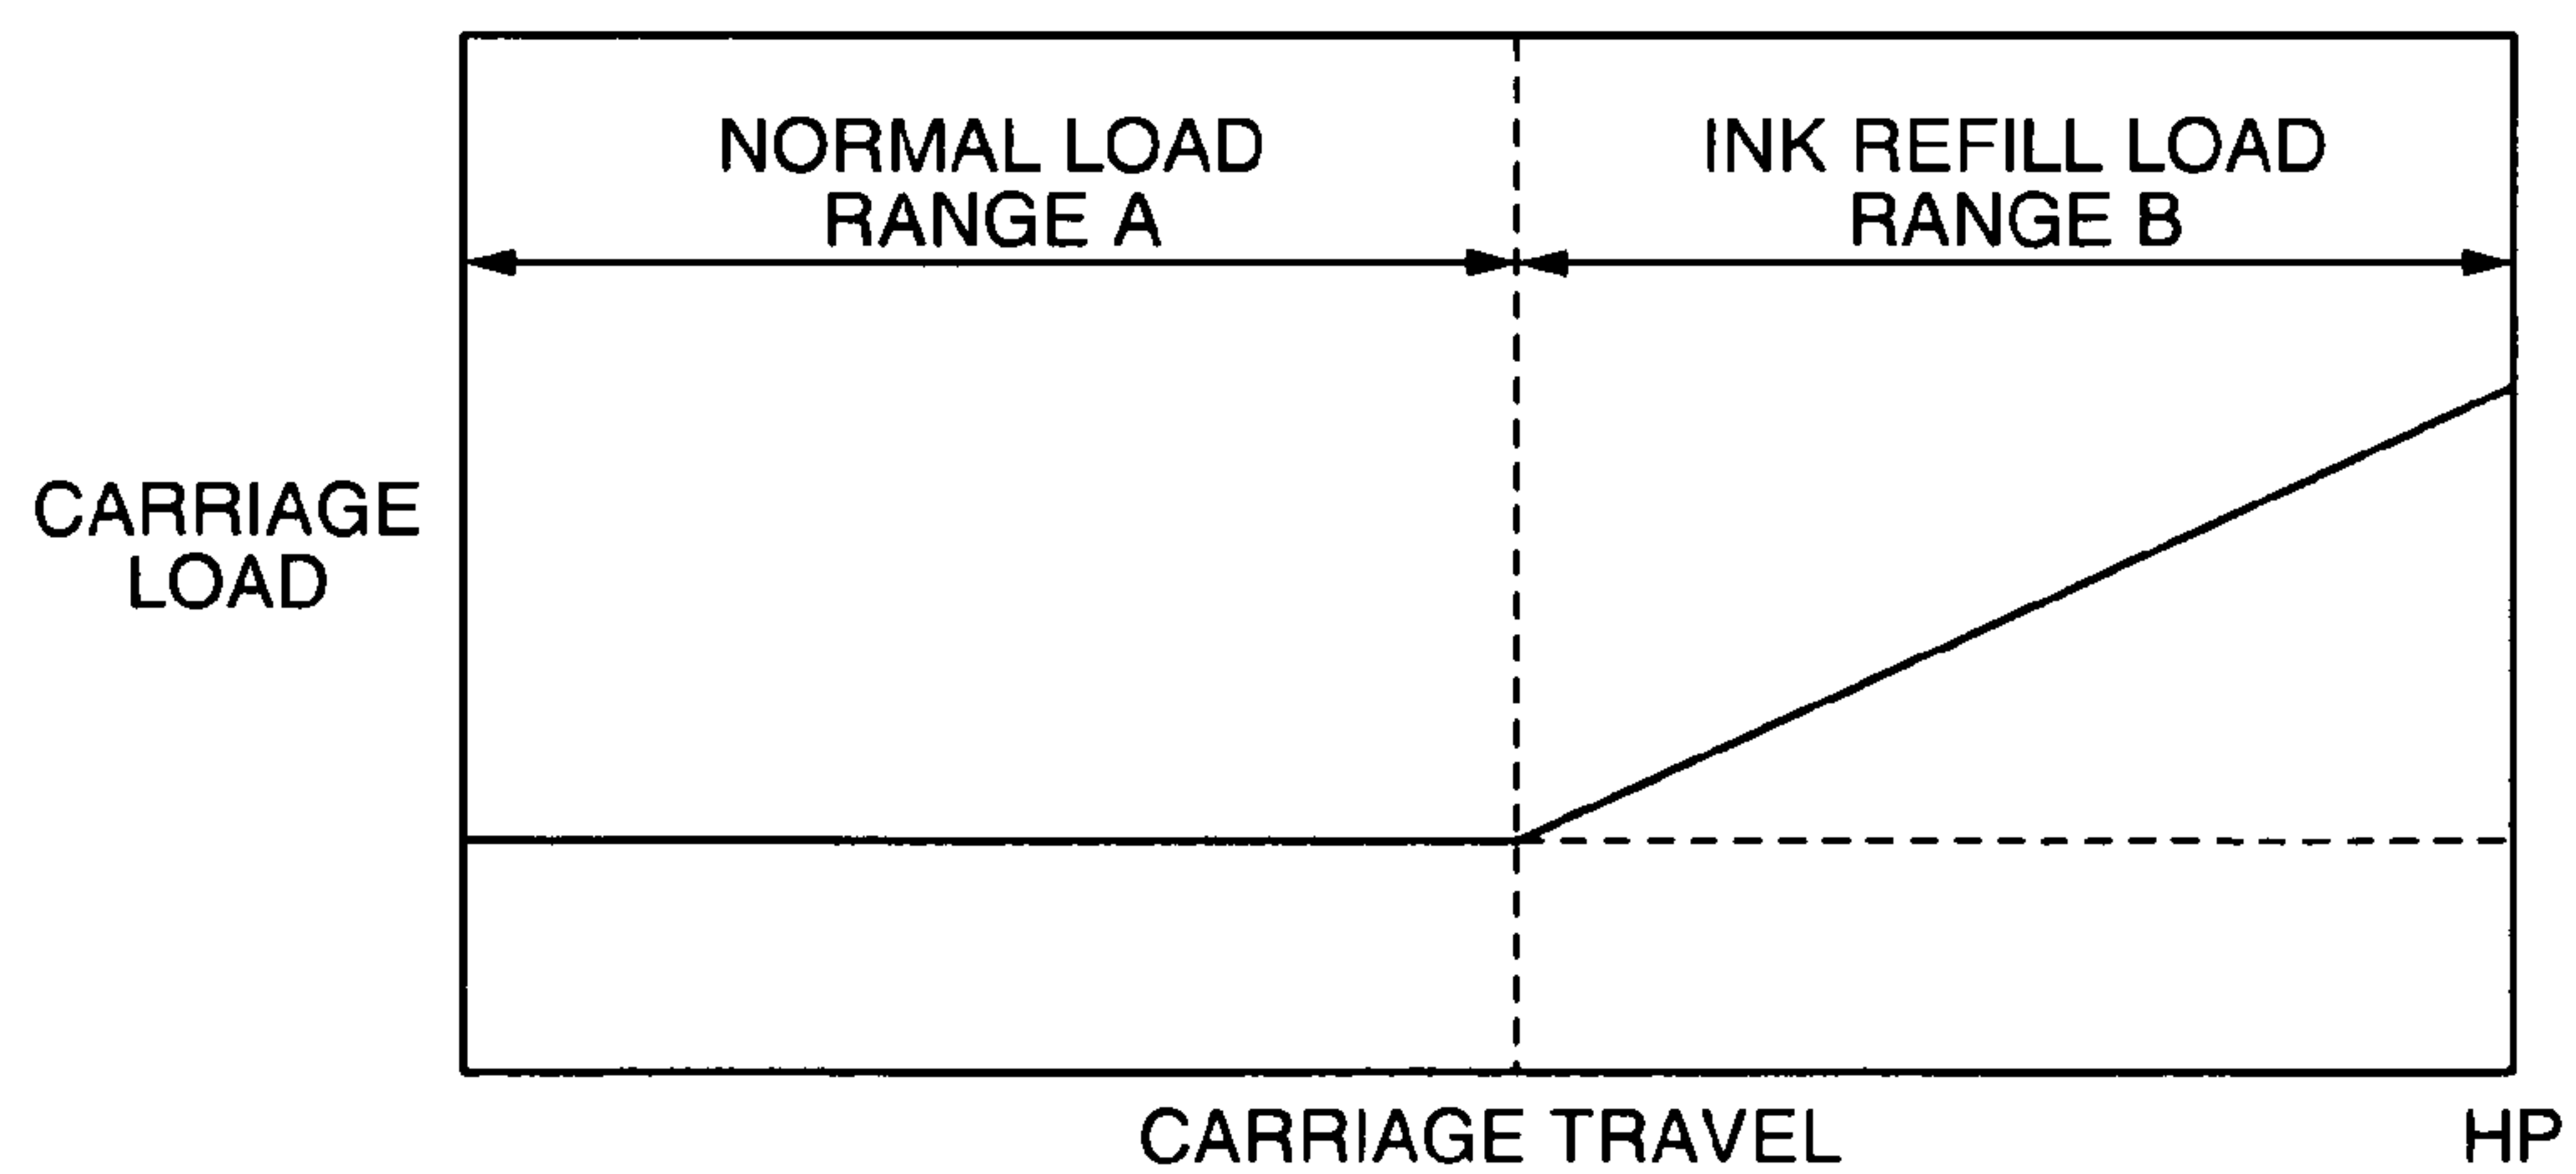 NORMAL LOAD
RANGE A
INK REFILL LOAD
RANGE B
CARRIAGE
LOAD
CARRIAGE TRAVEL
HP